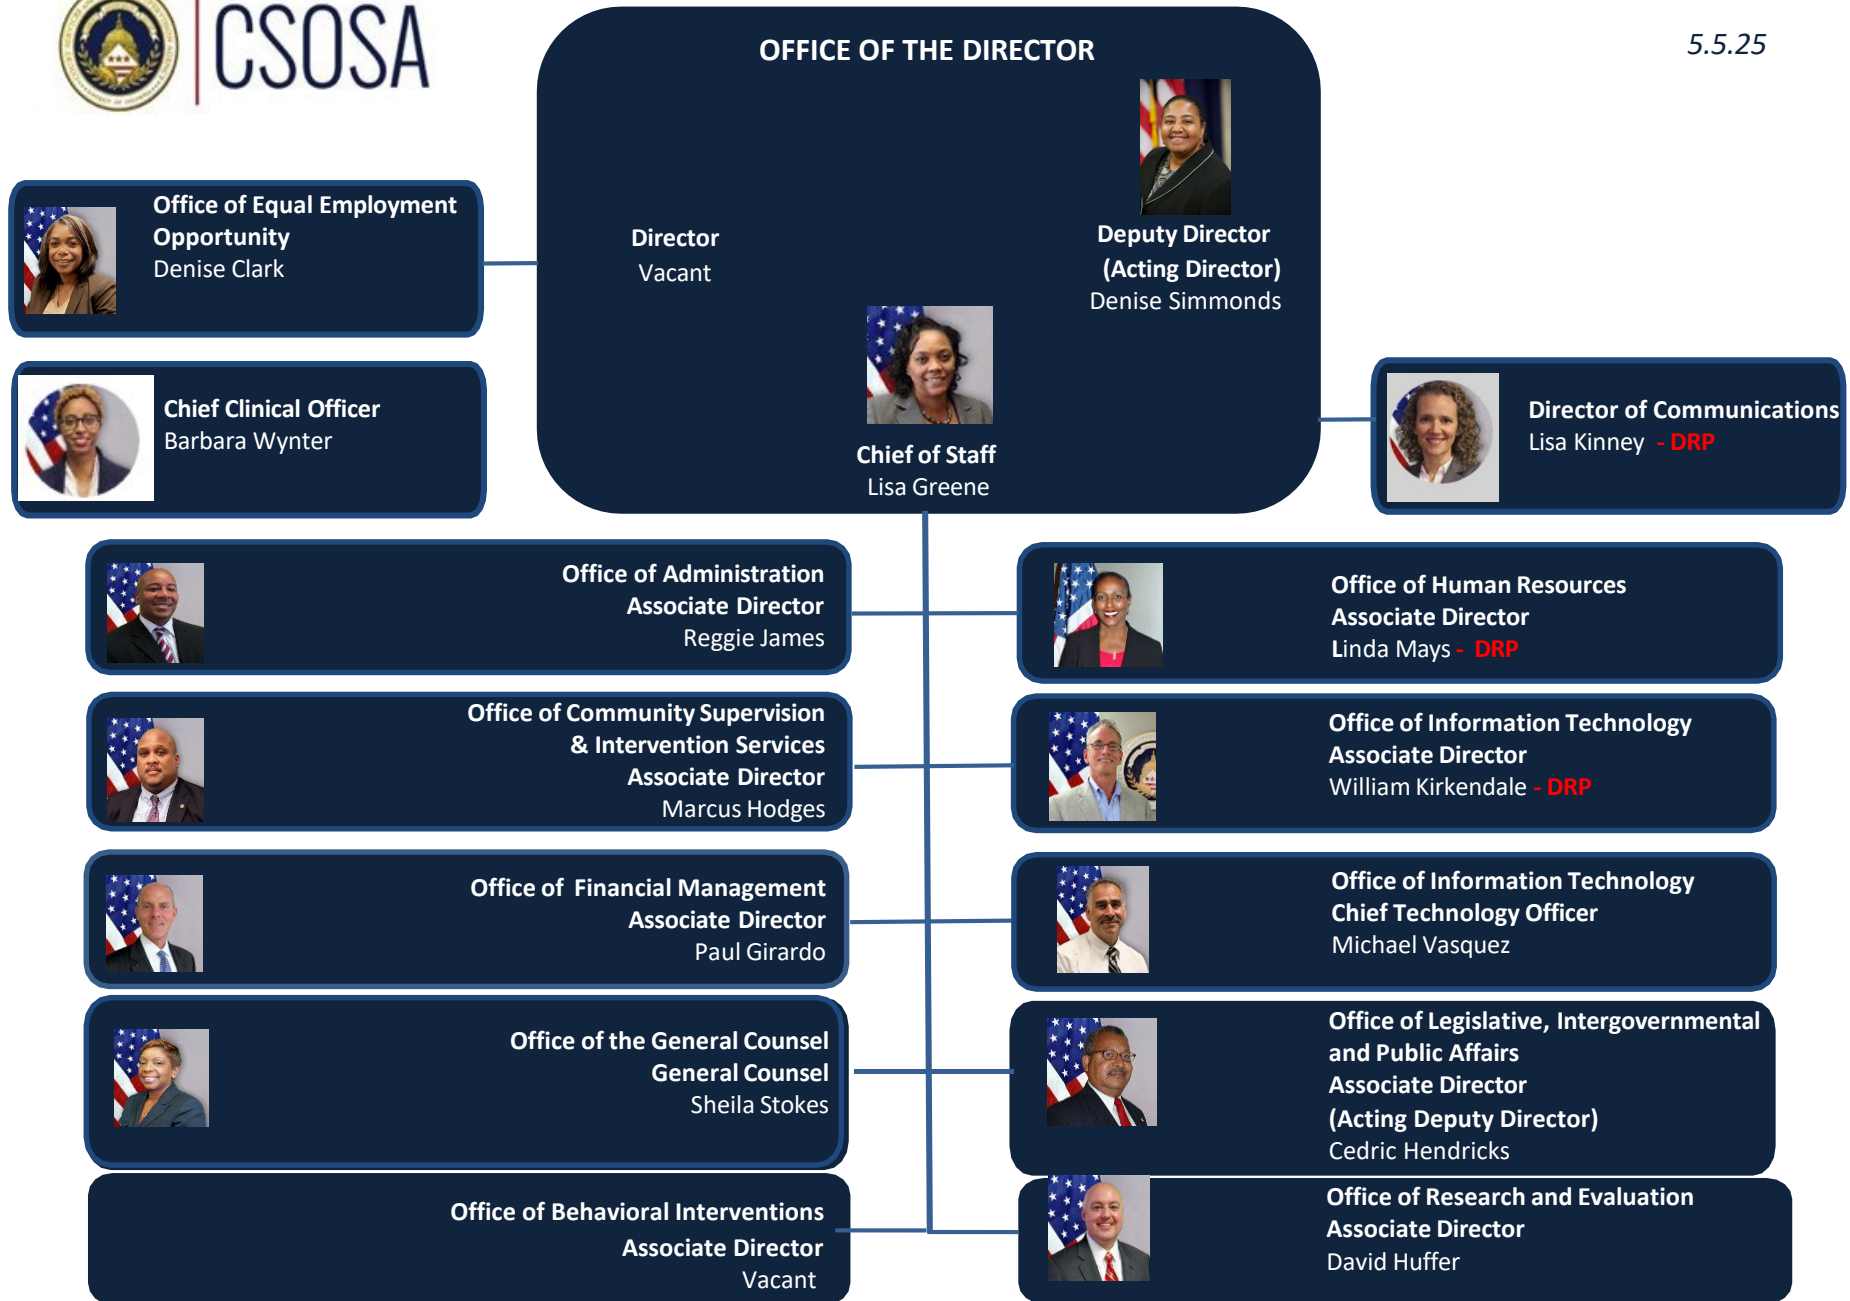 CSOSA
OFFICE OF THE DIRECTOR
5.5.25
Office of Equal Employment
Opportunity
Denise Clark
Director
Vacant
Deputy Director
(Acting Director)
Denise Simmonds
Chief Clinical Officer
Barbara Wynter
Chief of Staff
Lisa Greene
Director of Communications
Lisa Kinney - DRP
Office of Administration
Associate Director
Reggie James
Office of Human Resources
Associate Director
Linda Mays - DRP
Office of Community Supervision
& Intervention Services
Associate Director
Marcus Hodges
Office of Information Technology
Associate Director
William Kirkendale - DRP
Office of Financial Management
Associate Director
Paul Girardo
Office of Information Technology
Chief Technology Officer
Michael Vasquez
Office of the General Counsel
General Counsel
Sheila Stokes
Office of Legislative, Intergovernmental
and Public Affairs
Associate Director
(Acting Deputy Director)
Cedric Hendricks
Office of Behavioral Interventions
Associate Director
Vacant
Office of Research and Evaluation
Associate Director
David Huffer